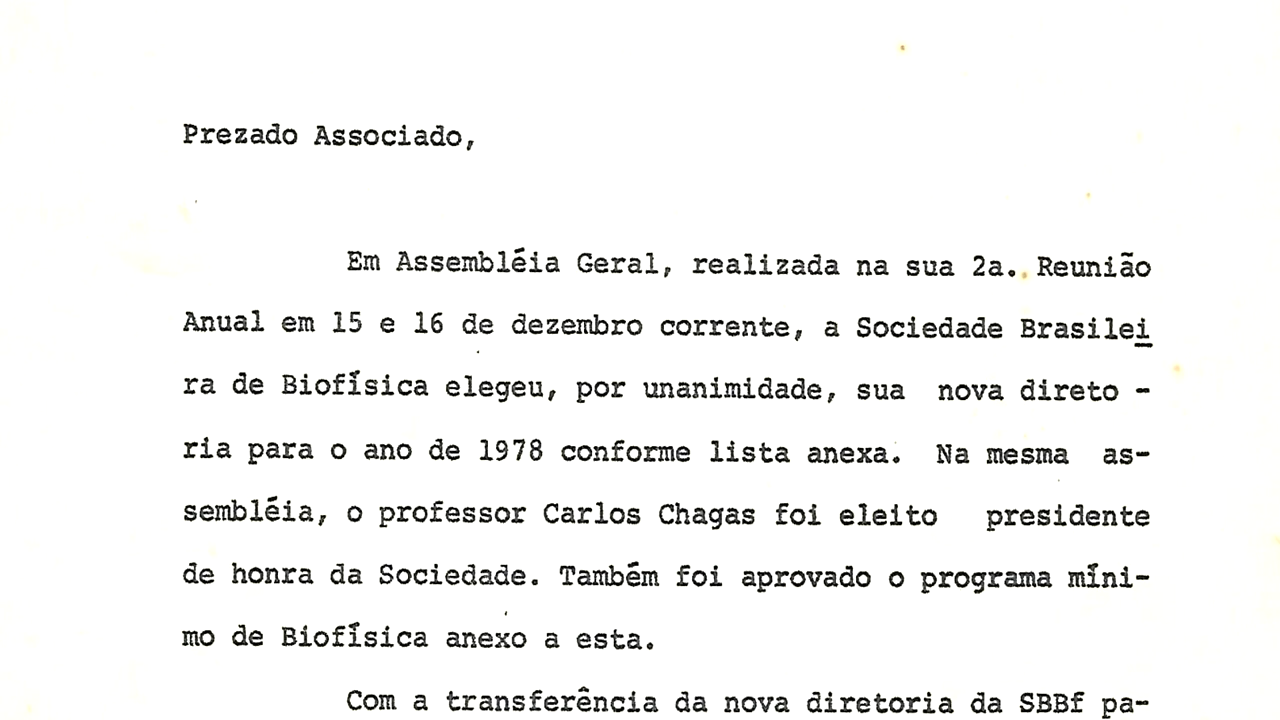 Prezado Associado,
Em Assembléia Geral, realizada na sua 2a. Reunião
Anual em 15 e 16 de dezembro corrente, a Sociedade Brasilei
ra de Biofísica elegeu, por unanimidade, sua nova direto -
ria para o ano de 1978 conforme lista anexa. Na mesma as-
sembléia, o professor Carlos Chagas foi eleito presidente
de honra da Sociedade. Também foi aprovado o programa míni-
mo de Biofísica anexo a esta.
Com a transferência da nova diretoria da SBBf pa-